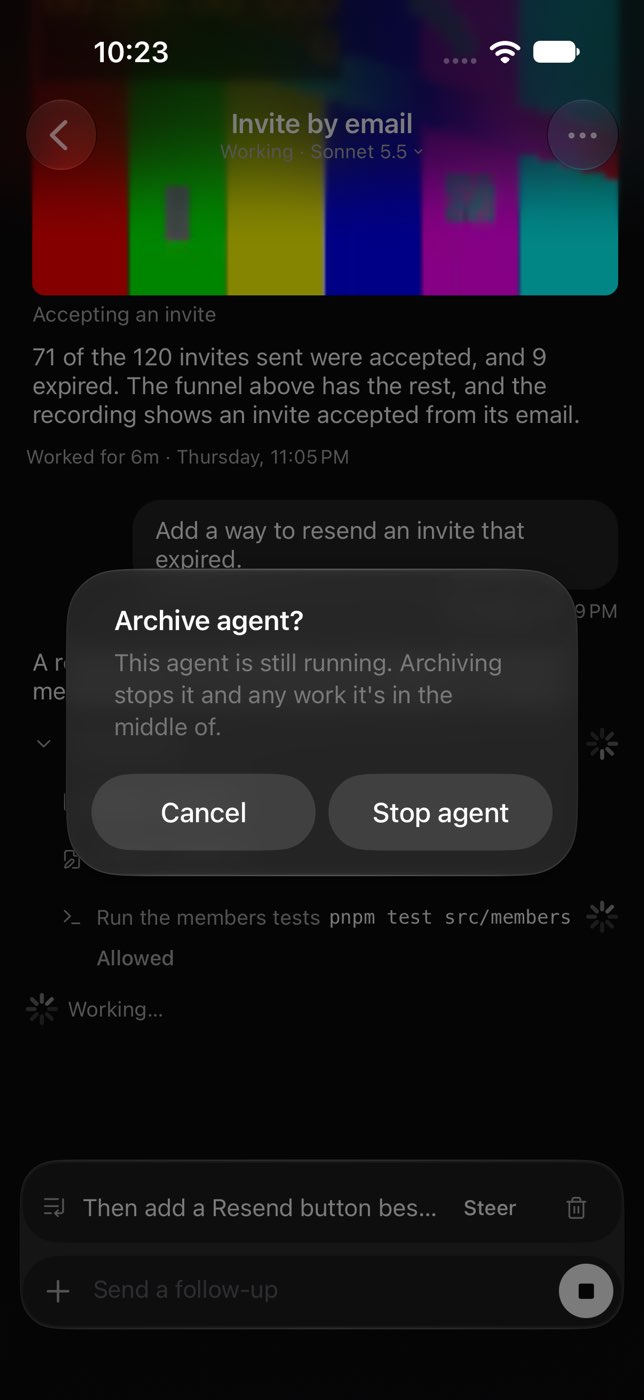 10:23
Invite by email
Working · Sonnet 5.5
Accepting an invite
71 of the 120 invites sent were accepted, and 9
expired. The funnel above has the rest, and the
recording shows an invite accepted from its email.
Worked for 6m · Thursday, 11:05 PM
Add a way to resend an invite that
expired.
9 PM
Archive agent?
This agent is still running. Archiving
stops it and any work it's in the
middle of.
Cancel
Stop agent
Run the members tests pnpm test src/members
Allowed
Working...
Then add a Resend button bes...
Steer
Send a follow-up